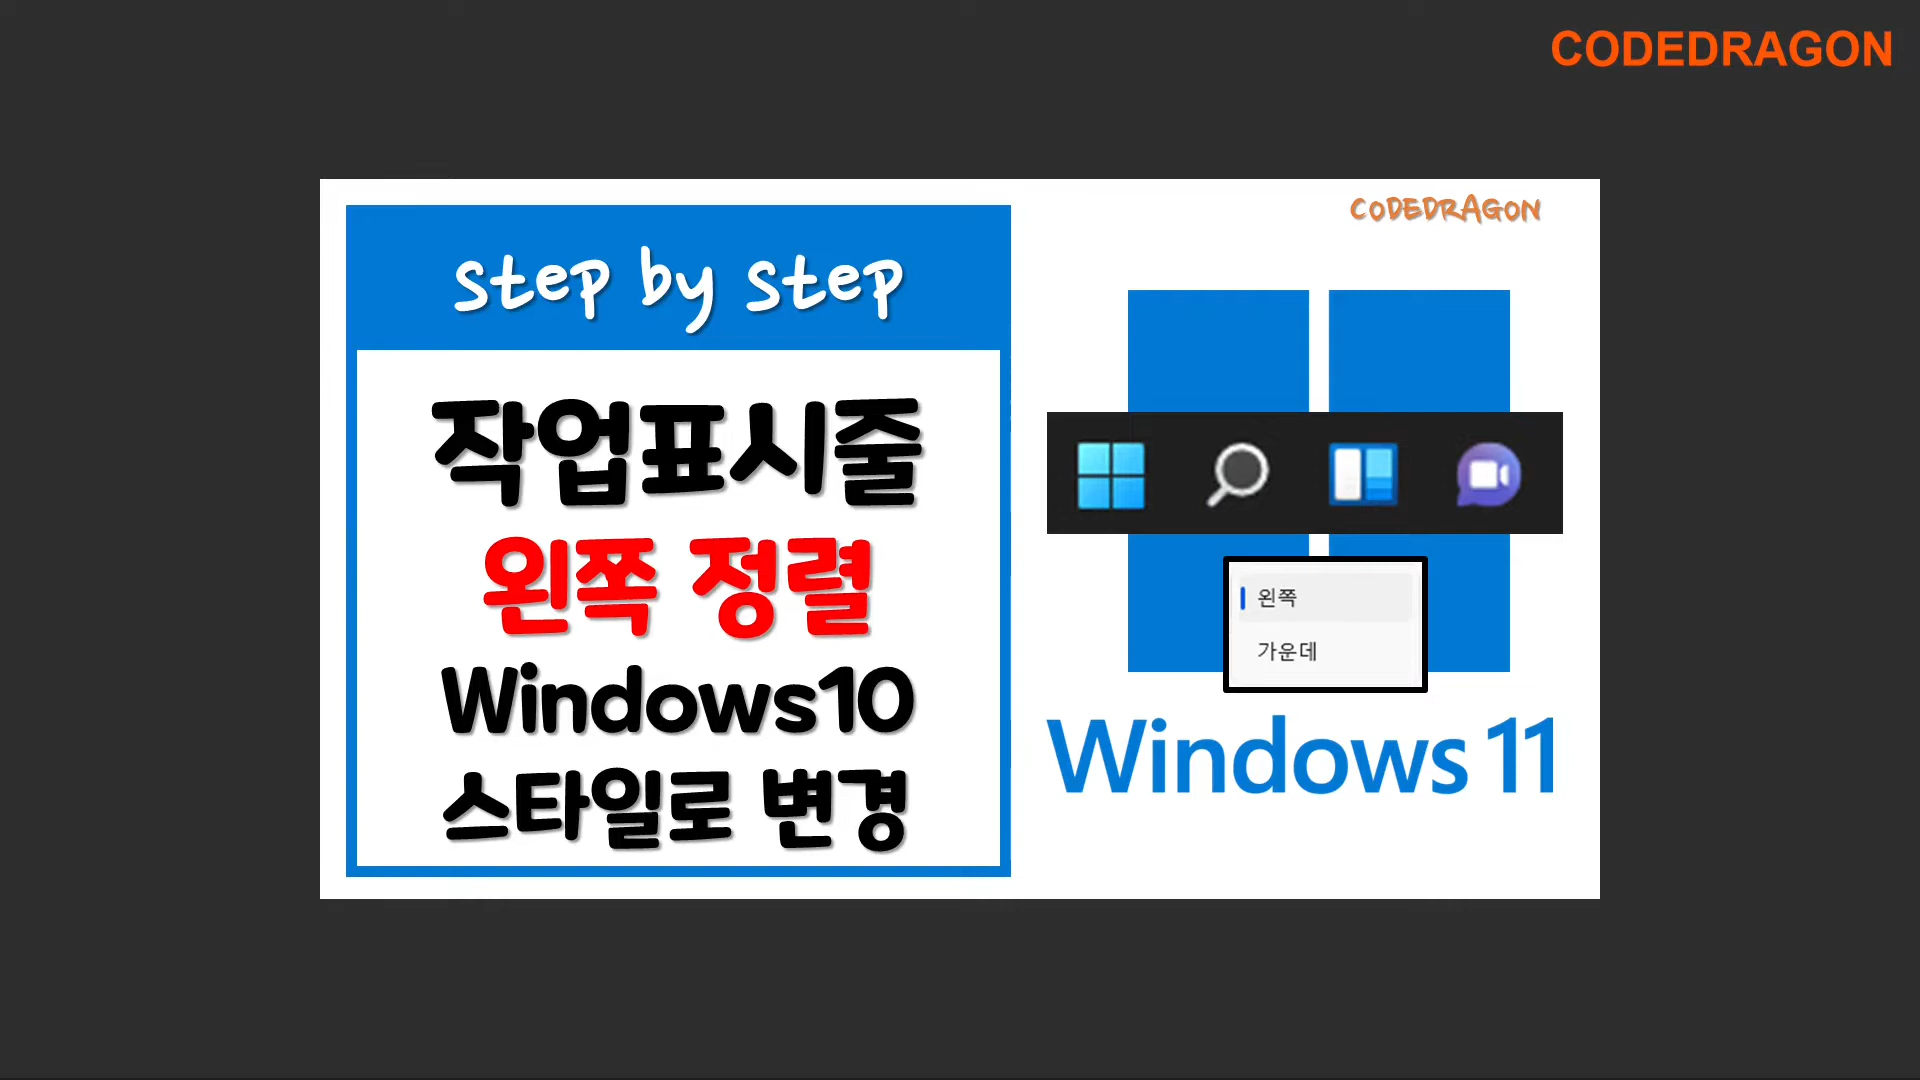 CODEDRAGON
CODEDRAGON
Step by Step
작업표시줄
왼쪽 정렬
Windows10
스타일로 변경
왼쪽
가운데
Windows 11